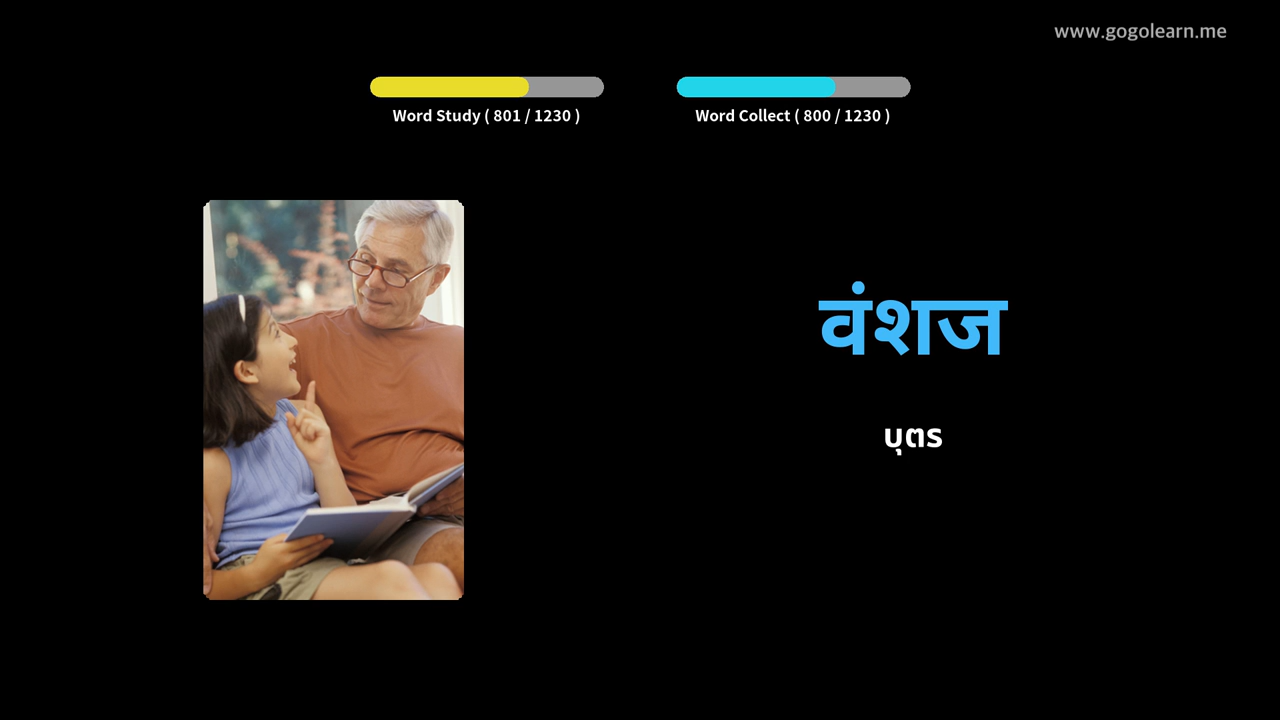 www.gogolearn.me
Word Study ( 801 / 1230 )
Word Collect ( 800 / 1230 )
वंशज
บุตร